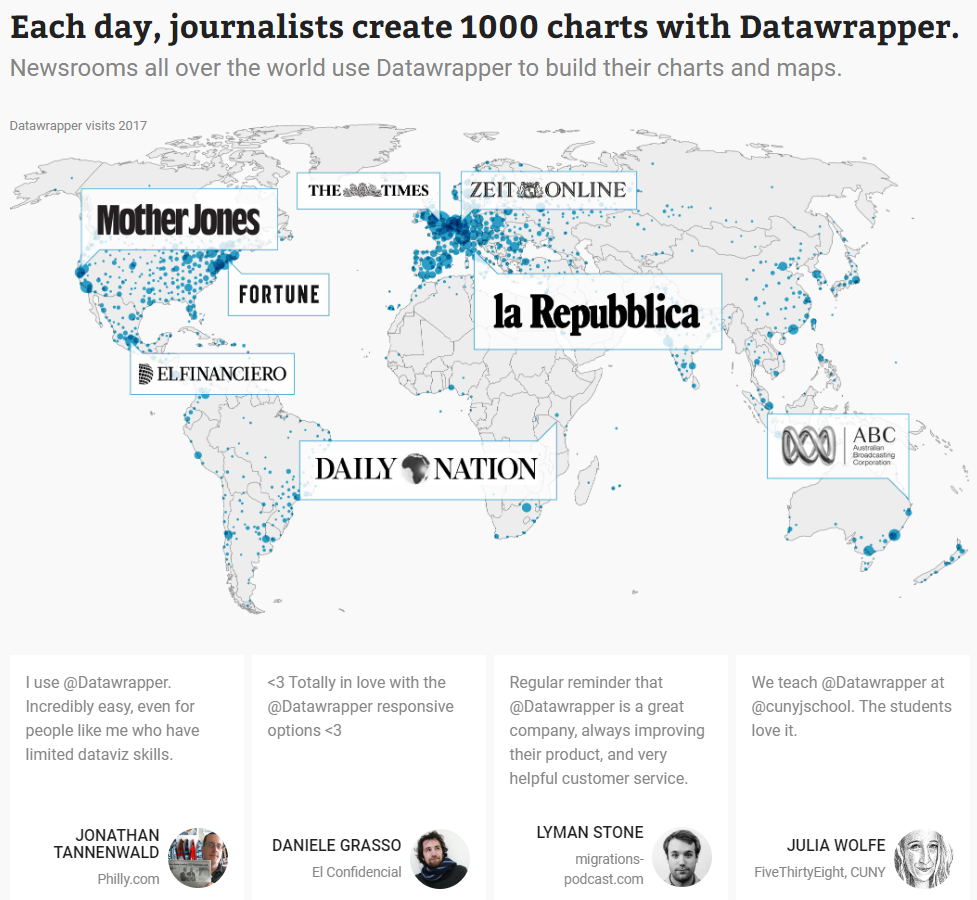 Each day, journalists create 1000 charts with Datawrapper.
Newsrooms all over the world use Datawrapper to build their charts and maps.
Datawrapper visits 2017
THE TIMES
ZEIT ONLINE
Mother Jones
FORTUNE
la Repubblica
EL FINANCIERO
ABC
Australian
Broadcasting
Corporation
DAILY NATION
I use @Datawrapper.
Incredibly easy, even for
people like me who have
limited dataviz skills.
JONATHAN
TANNENWALD
Philly.com
<3 Totally in love with the
@Datawrapper responsive
options <3
DANIELE GRASSO
El Confidencial
Regular reminder that
@Datawrapper is a great
company, always improving
their product, and very
helpful customer service.
LYMAN STONE
migrations-
podcast.com
We teach @Datawrapper at
@cunyjschool. The students
love it.
JULIA WOLFE
FiveThirtyEight, CUNY